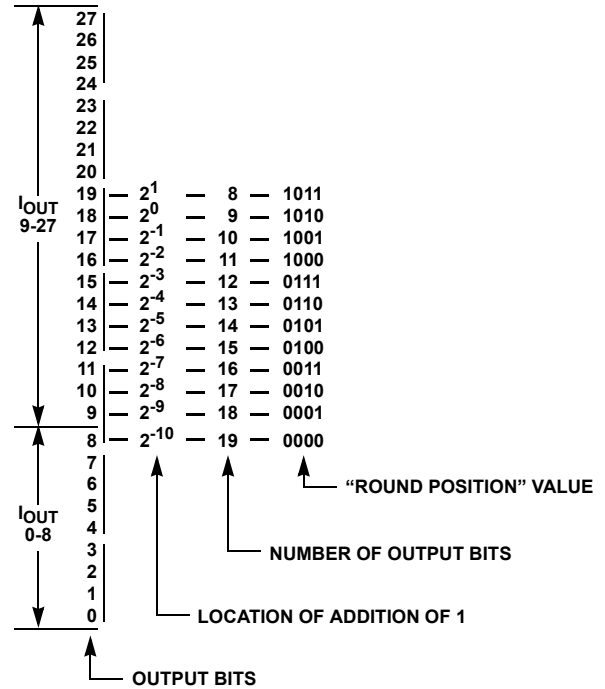 27
26
25
24
23
22
21
20
19 — 2^1 — 8 — 1011
I_OUT 18 — 2^0 — 9 — 1010
9-27 17 — 2^-1 — 10 — 1001
16 — 2^-2 — 11 — 1000
15 — 2^-3 — 12 — 0111
14 — 2^-4 — 13 — 0110
13 — 2^-5 — 14 — 0101
12 — 2^-6 — 15 — 0100
11 — 2^-7 — 16 — 0011
10 — 2^-8 — 17 — 0010
9 — 2^-9 — 18 — 0001
8 — 2^-10 — 19 — 0000
7
6 “ROUND POSITION” VALUE
5
I_OUT 4
0-8 3 NUMBER OF OUTPUT BITS
2
1
0 LOCATION OF ADDITION OF 1
OUTPUT BITS